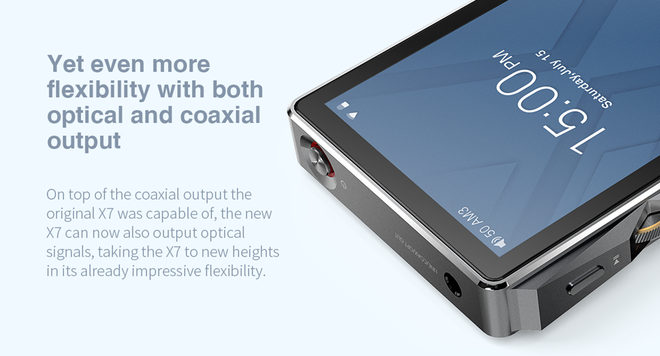 Yet even more
flexibility with both
optical and coaxial
output
On top of the coaxial output the
original X7 was capable of, the new
X7 can now also output optical
signals, taking the X7 to new heights
in its already impressive flexibility.
15:00 PM
Saturday,July 15
50 AM3